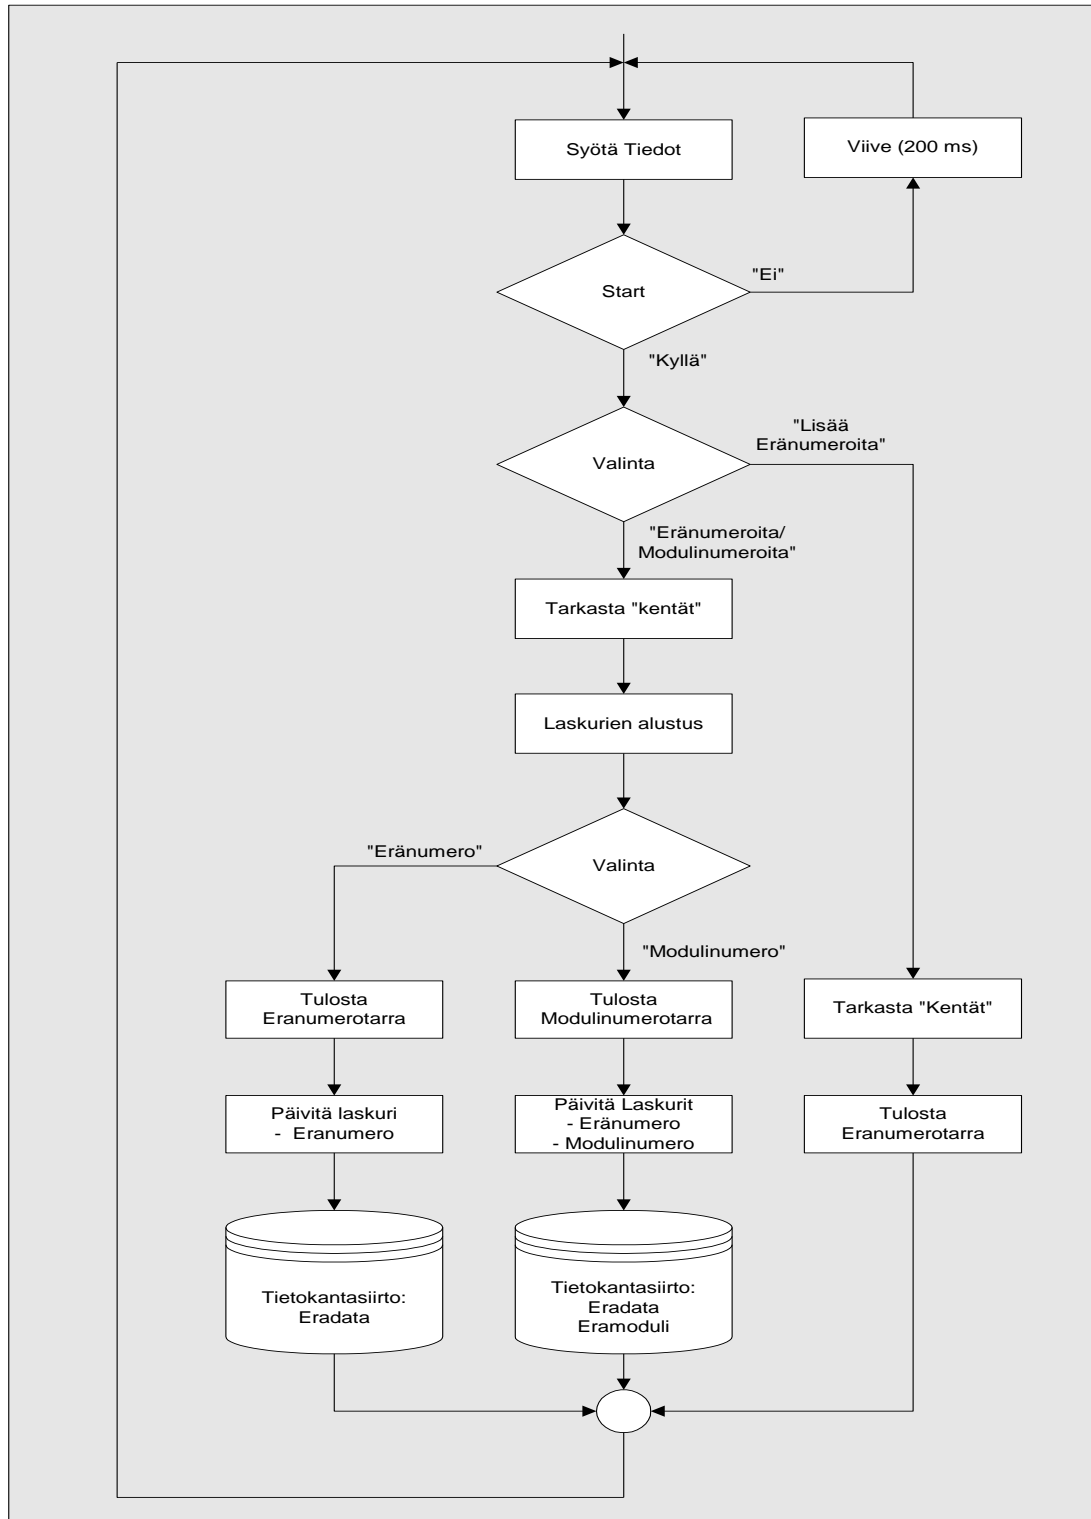 Syötä Tiedot
Viive (200 ms)
"Ei"
Start
"Kyllä"
"Lisää
Eränumeroita"
Valinta
"Eränumeroita/
Modulinumeroita"
Tarkasta "kentät"
Laskurien alustus
"Eränumero"
Valinta
"Modulinumero"
Tulosta
Eranumerotarra
Tulosta
Modulinumerotarra
Tarkasta "Kentät"
Päivitä laskuri
- Eranumero
Päivitä Laskurit
- Eränumero
- Modulinumero
Tulosta
Eranumerotarra
Tietokantasiirto:
Eradata
Tietokantasiirto:
Eradata
Eramoduli